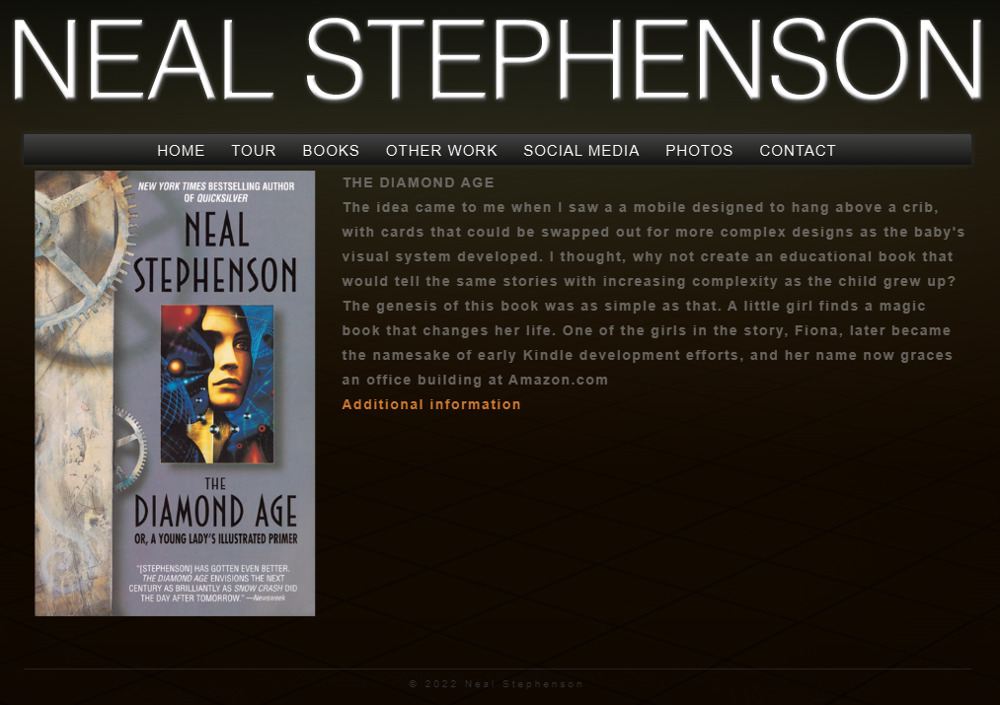 NEAL STEPHENSON
HOME TOUR BOOKS OTHER WORK SOCIAL MEDIA PHOTOS CONTACT
NEW YORK TIMES BESTSELLING AUTHOR
OF QUICKSILVER
NEAL
STEPHENSON
THE
DIAMOND AGE
OR, A YOUNG LADY'S ILLUSTRATED PRIMER
"[STEPHENSON] HAS GOTTEN EVEN BETTER.
THE DIAMOND AGE ENVISIONS THE NEXT
CENTURY AS BRILLIANTLY AS SNOW CRASH DID
THE DAY AFTER TOMORROW." —Newsweek
THE DIAMOND AGE
The idea came to me when I saw a a mobile designed to hang above a crib,
with cards that could be swapped out for more complex designs as the baby's
visual system developed. I thought, why not create an educational book that
would tell the same stories with increasing complexity as the child grew up?
The genesis of this book was as simple as that. A little girl finds a magic
book that changes her life. One of the girls in the story, Fiona, later became
the namesake of early Kindle development efforts, and her name now graces
an office building at Amazon.com
Additional information
© 2022 Neal Stephenson